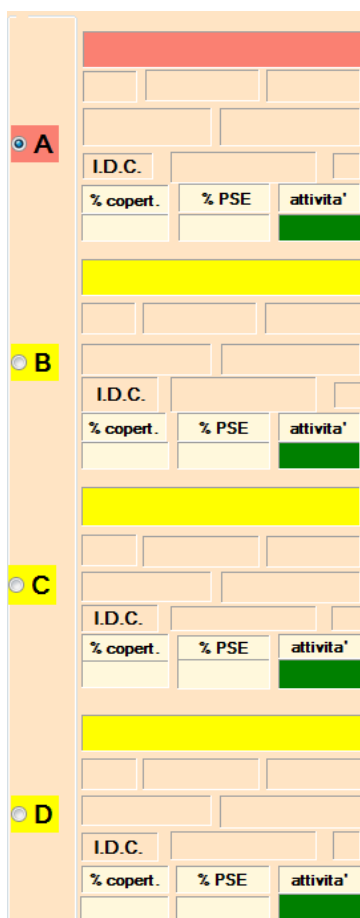 A
I.D.C.
% copert. % PSE attivita'
B
I.D.C.
% copert. % PSE attivita'
C
I.D.C.
% copert. % PSE attivita'
D
I.D.C.
% copert. % PSE attivita'